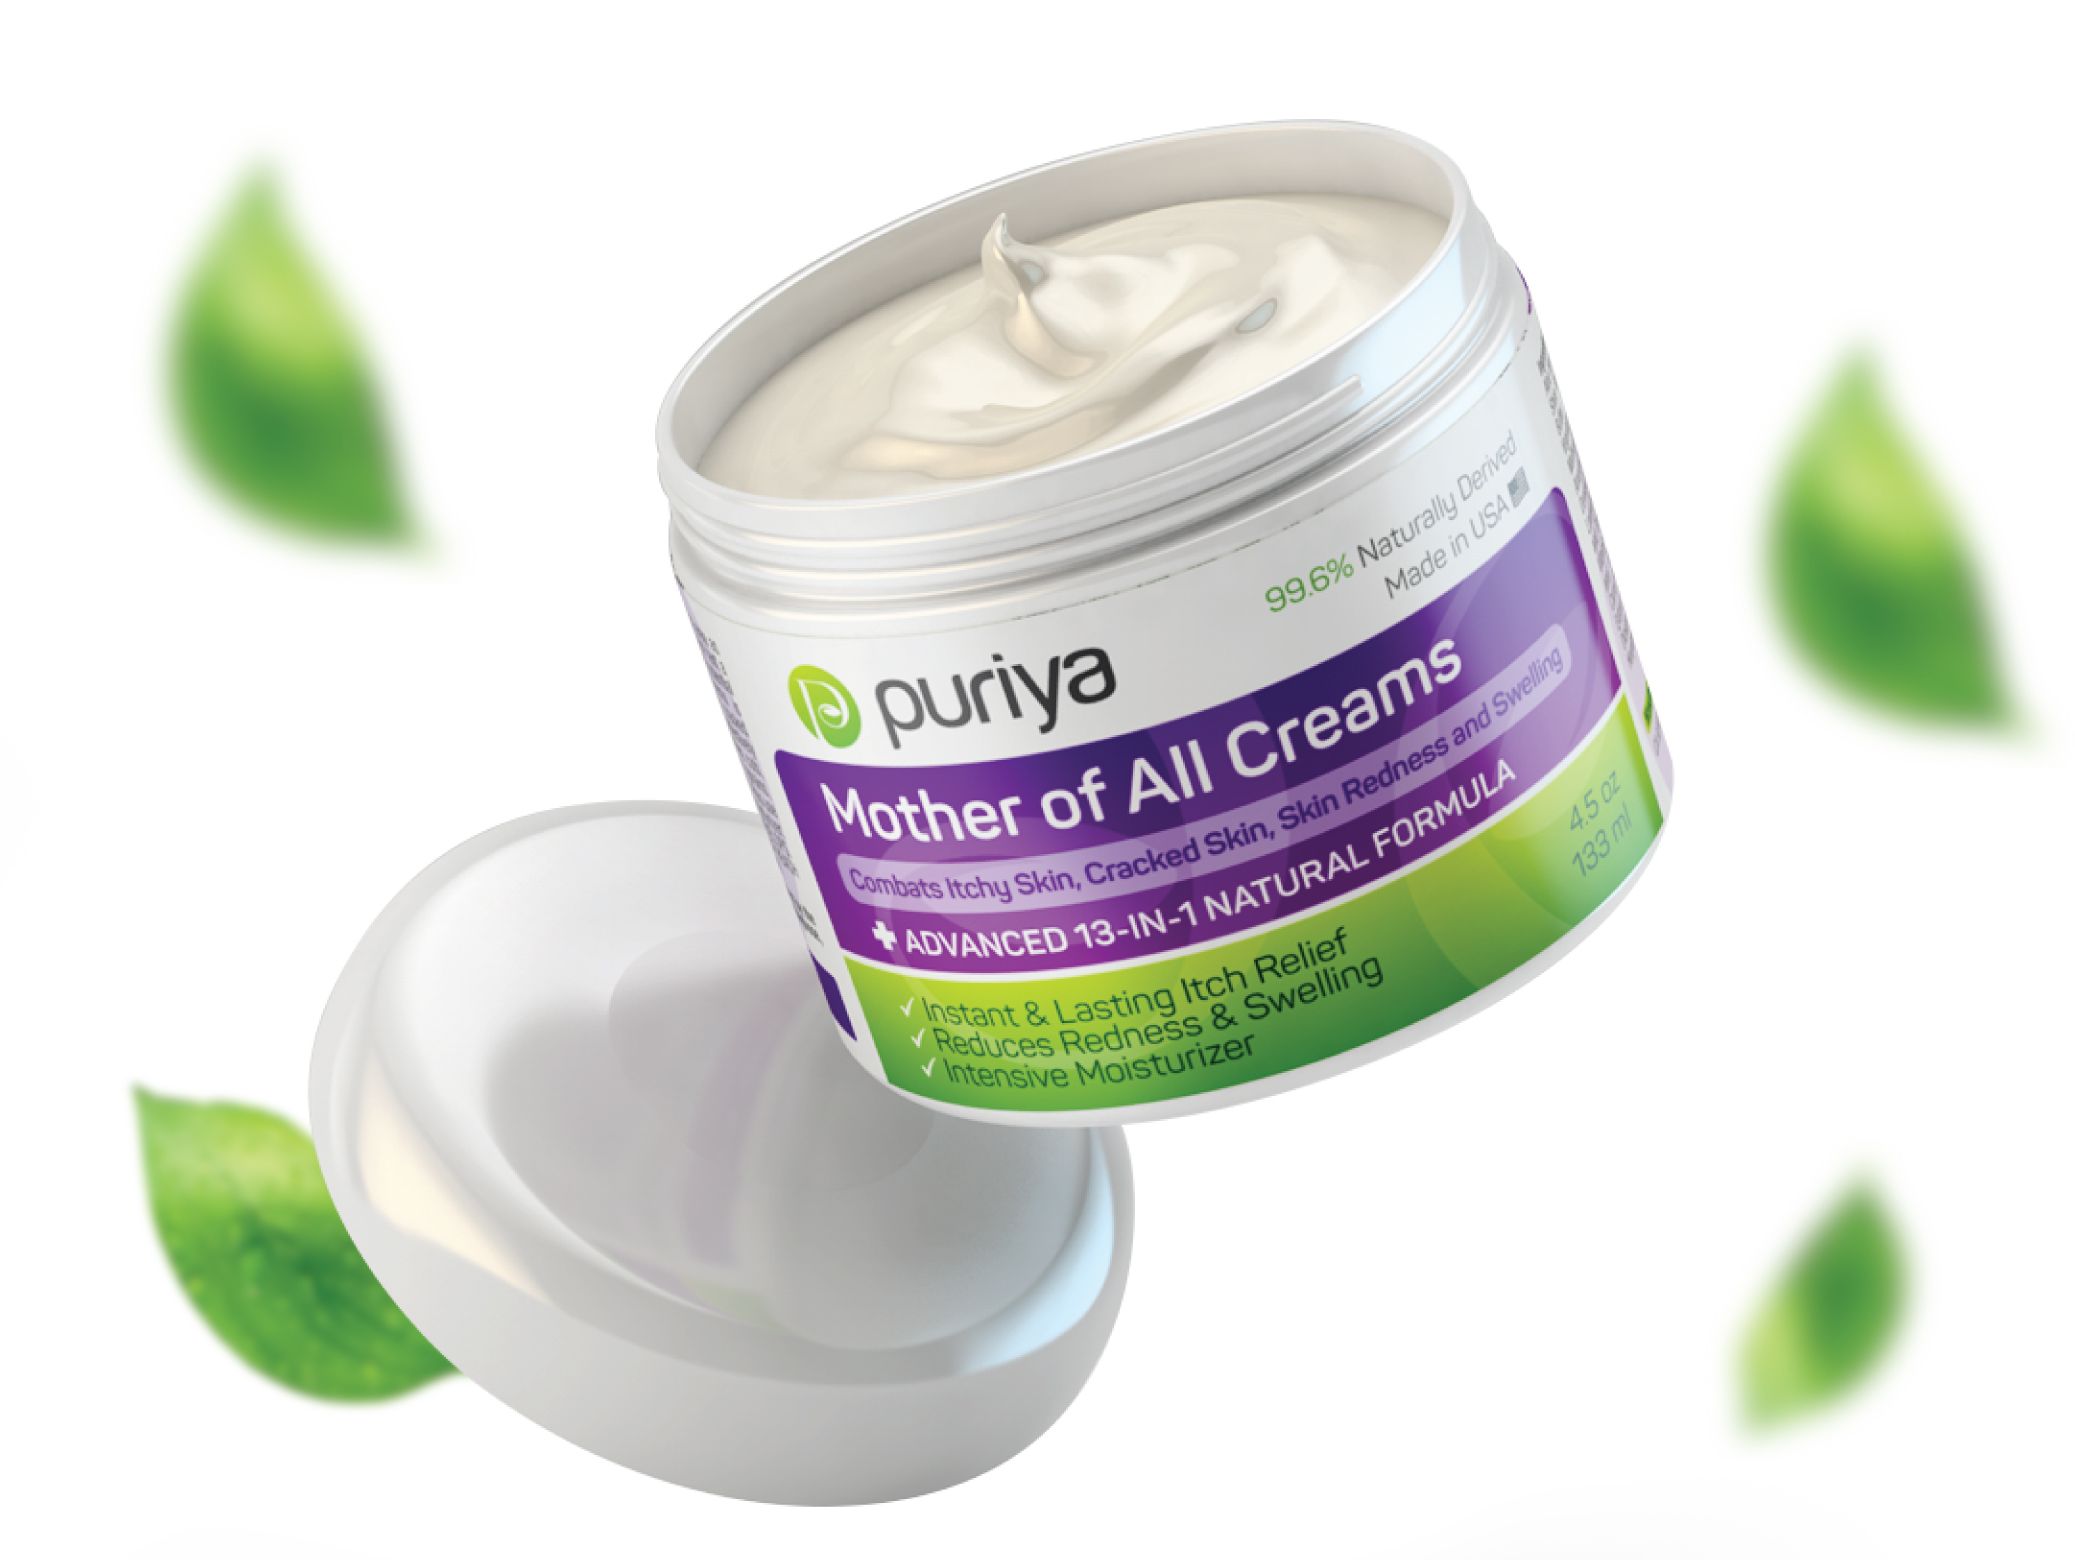 99.6% Naturally Derived
Made in USA
puriya
Mother of All Creams
Combats Itchy Skin, Cracked Skin, Skin Redness and Swelling
ADVANCED 13-IN-1 NATURAL FORMULA
4.5 oz
133 ml
Instant & Lasting Itch Relief
Reduces Redness & Swelling
Intensive Moisturizer